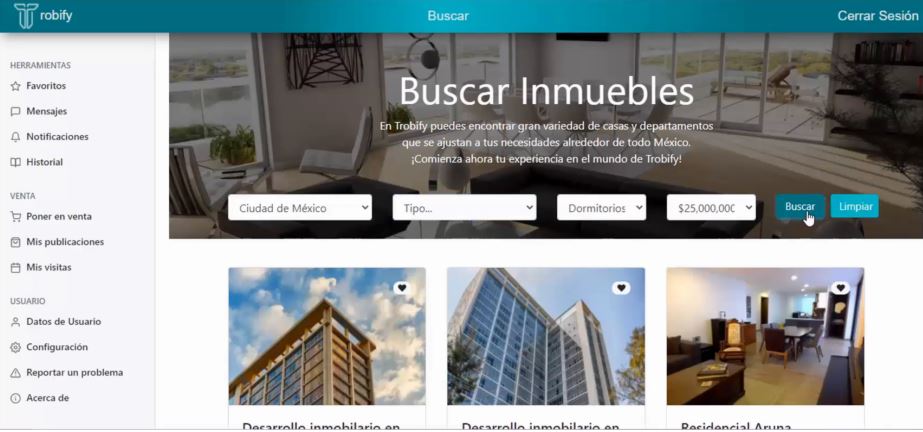 robify
Buscar
Cerrar Sesión
HERRAMIENTAS
Favoritos
Mensajes
Notificaciones
Historial
VENTA
Poner en venta
Mis publicaciones
Mis visitas
USUARIO
Datos de Usuario
Configuración
Reportar un problema
Acerca de
Buscar Inmuebles
En Trobify puedes encontrar gran variedad de casas y departamentos
que se ajustan a tus necesidades alrededor de todo México.
¡Comienza ahora tu experiencia en el mundo de Trobify!
Ciudad de México
Tipo...
Dormitorios
$25,000,00
Buscar
Limpiar
Desarrollo inmobiliario en
Desarrollo inmobiliario en
Residencial Aruna